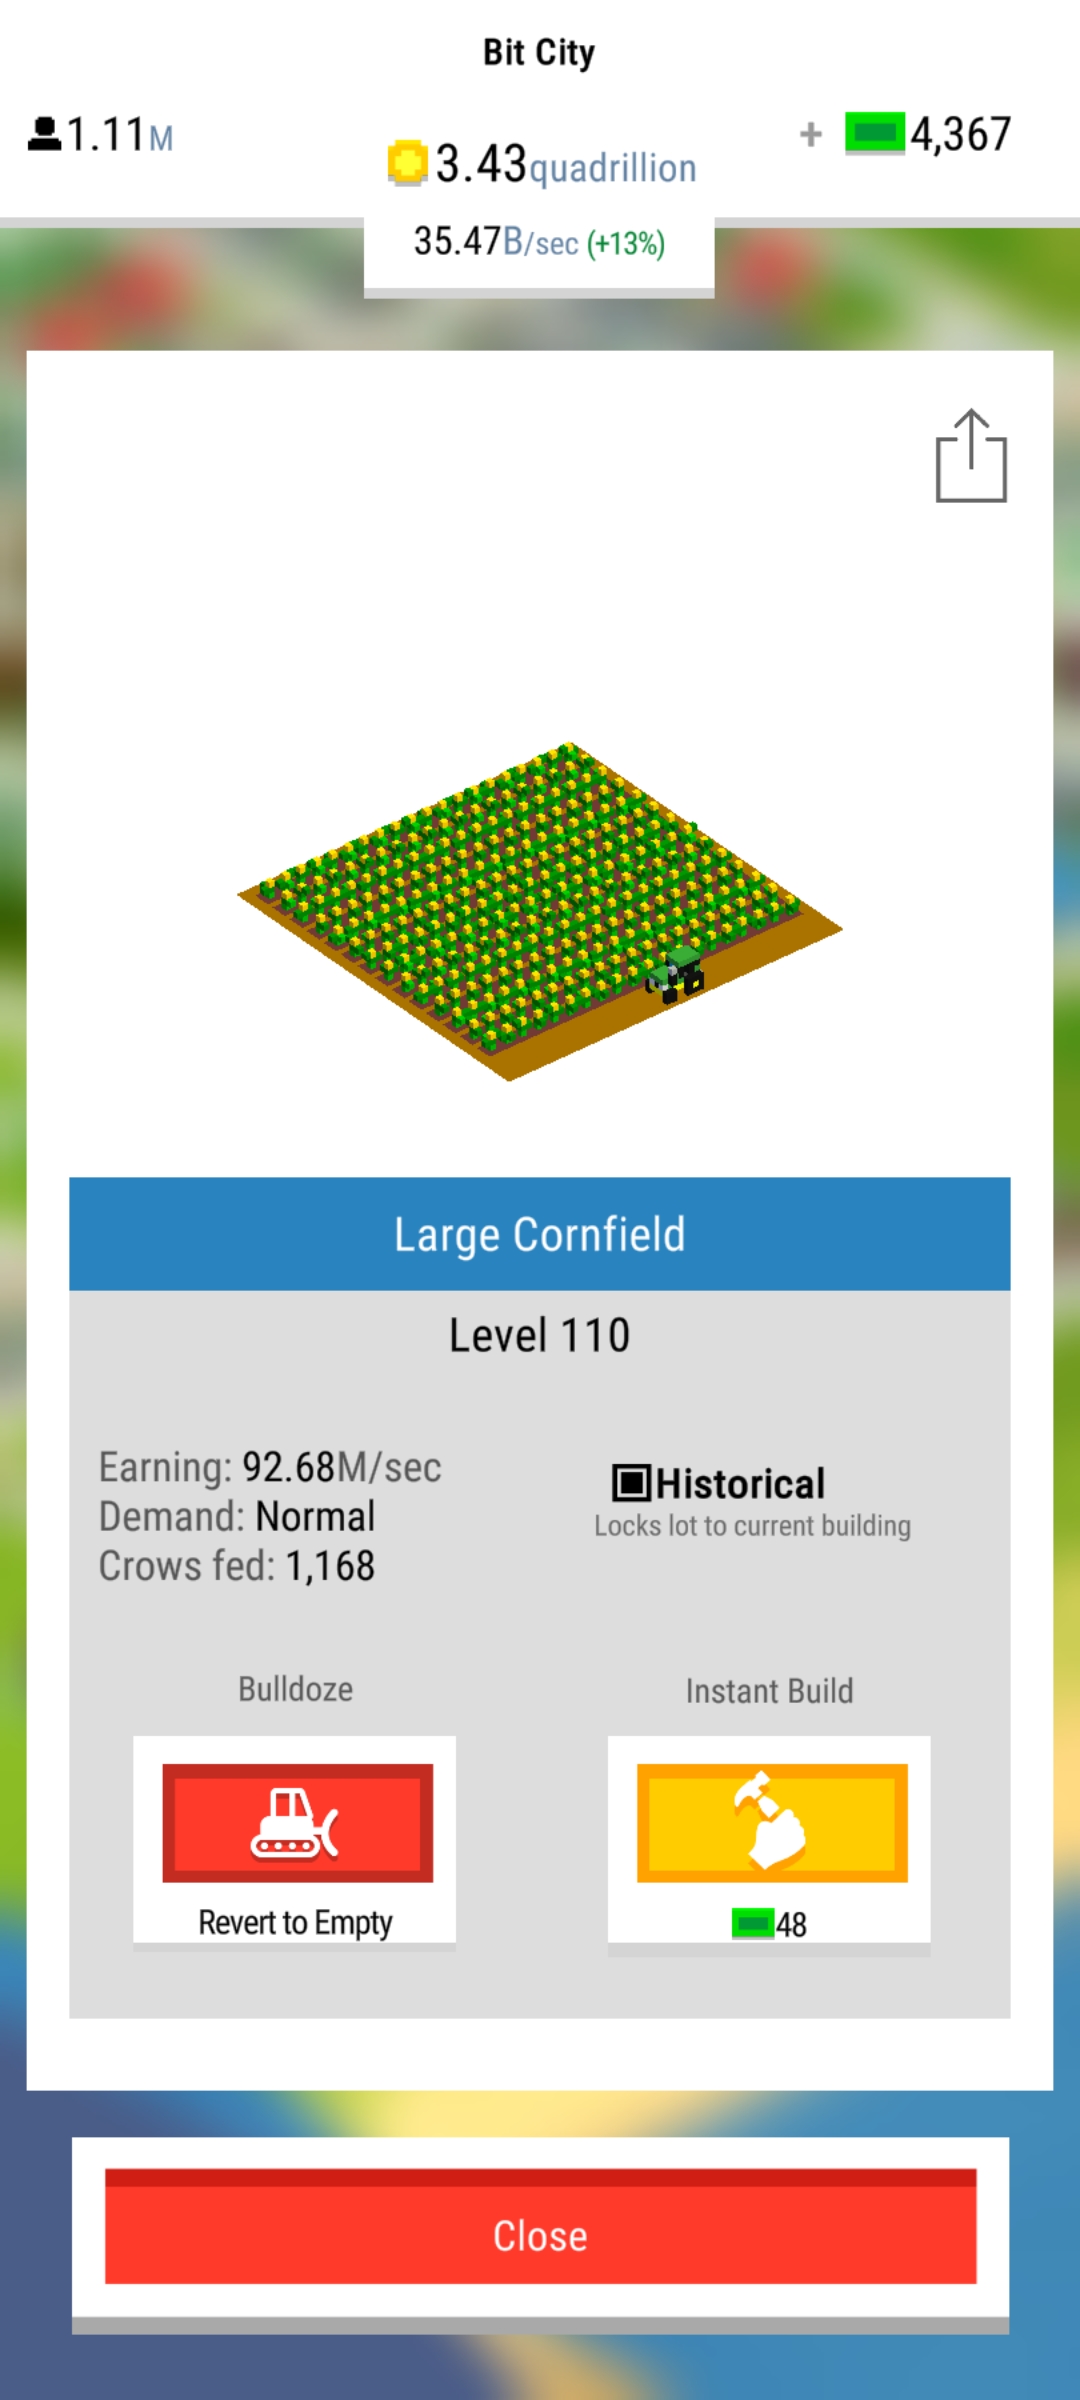 Bit City
1.11M
3.43quadrillion
+ 4,367
35.47B/sec (+13%)
Large Cornfield
Level 110
Earning: 92.68M/sec
Demand: Normal
Crows fed: 1,168
Historical
Locks lot to current building
Bulldoze
Revert to Empty
Instant Build
48
Close